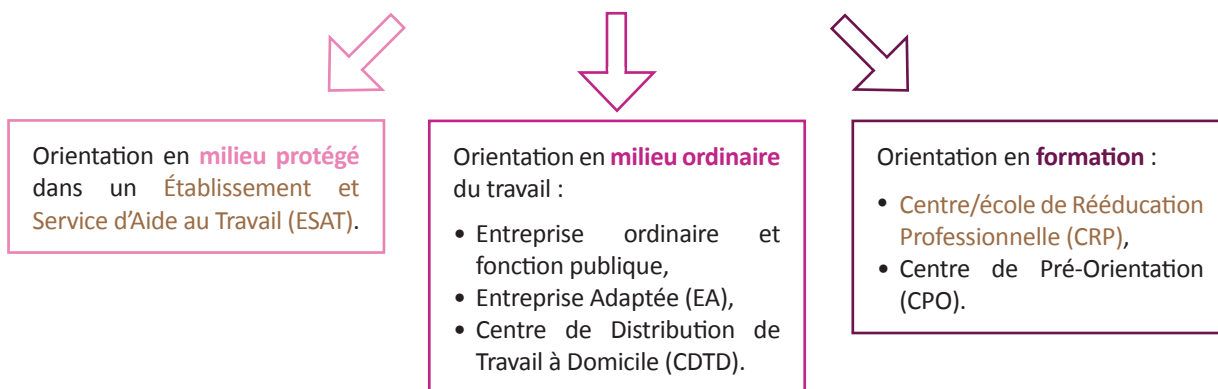 Orientation en milieu protégé
dans un Établissement et
Service d’Aide au Travail (ESAT).
Orientation en milieu ordinaire
du travail :
• Entreprise ordinaire et
fonction publique,
• Entreprise Adaptée (EA),
• Centre de Distribution de
Travail à Domicile (CDTD).
Orientation en formation :
• Centre/école de Rééducation
Professionnelle (CRP),
• Centre de Pré-Orientation
(CPO).